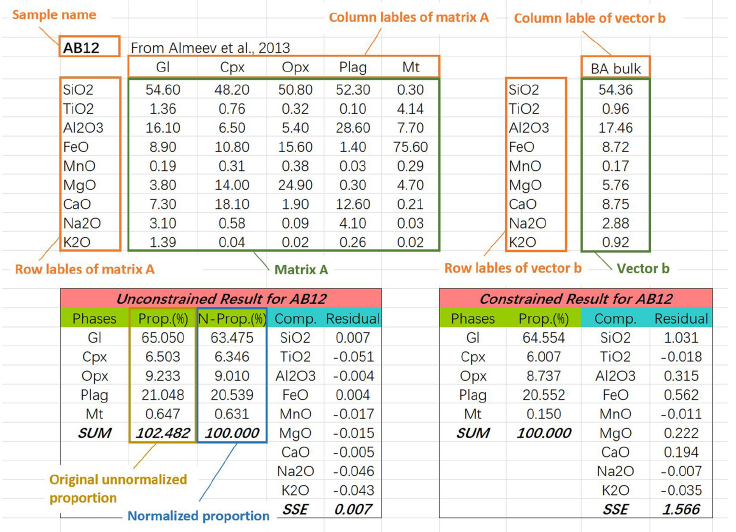 Sample name
Column lables of matrix A
Column lable of vector b
AB12 From Almeev et al., 2013
Gl Cpx Opx Plag Mt BA bulk
SiO2 54.60 48.20 50.80 52.30 0.30 SiO2 54.36
TiO2 1.36 0.76 0.32 0.10 4.14 TiO2 0.96
Al2O3 16.10 6.50 5.40 28.60 7.70 Al2O3 17.46
FeO 8.90 10.80 15.60 1.40 75.60 FeO 8.72
MnO 0.19 0.31 0.38 0.03 0.29 MnO 0.17
MgO 3.80 14.00 24.90 0.30 4.70 MgO 5.76
CaO 7.30 18.10 1.90 12.60 0.21 CaO 8.75
Na2O 3.10 0.58 0.09 4.10 0.03 Na2O 2.88
K2O 1.39 0.04 0.02 0.26 0.02 K2O 0.92
Row lables of matrix A Matrix A Row lables of vector b Vector b
Unconstrained Result for AB12
Phases Prop.(%) N-Prop.(%) Comp. Residual
Gl 65.050 63.475 SiO2 0.007
Cpx 6.503 6.346 TiO2 -0.051
Opx 9.233 9.010 Al2O3 -0.004
Plag 21.048 20.539 FeO 0.004
Mt 0.647 0.631 MnO -0.017
SUM 102.482 100.000 MgO -0.015
CaO -0.005
Na2O -0.046
K2O -0.043
SSE 0.007
Original unnormalized
proportion
Normalized proportion
Constrained Result for AB12
Phases Prop.(%) Comp. Residual
Gl 64.554 SiO2 1.031
Cpx 6.007 TiO2 -0.018
Opx 8.737 Al2O3 0.315
Plag 20.552 FeO 0.562
Mt 0.150 MnO -0.011
SUM 100.000 MgO 0.222
CaO 0.194
Na2O -0.007
K2O -0.035
SSE 1.566